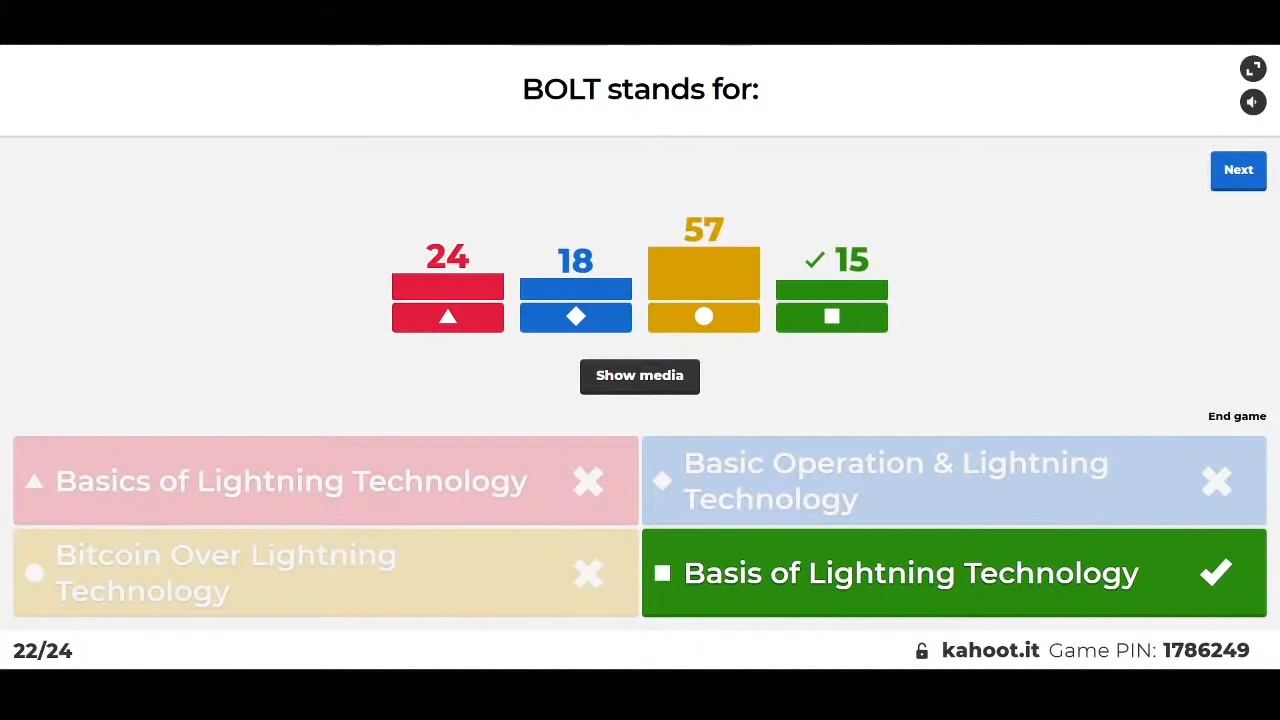 BOLT stands for:
Next
24
18
57
15
Show media
End game
Basics of Lightning Technology
Basic Operation & Lightning
Technology
Bitcoin Over Lightning
Technology
Basis of Lightning Technology
22/24
kahoot.it Game PIN: 1786249